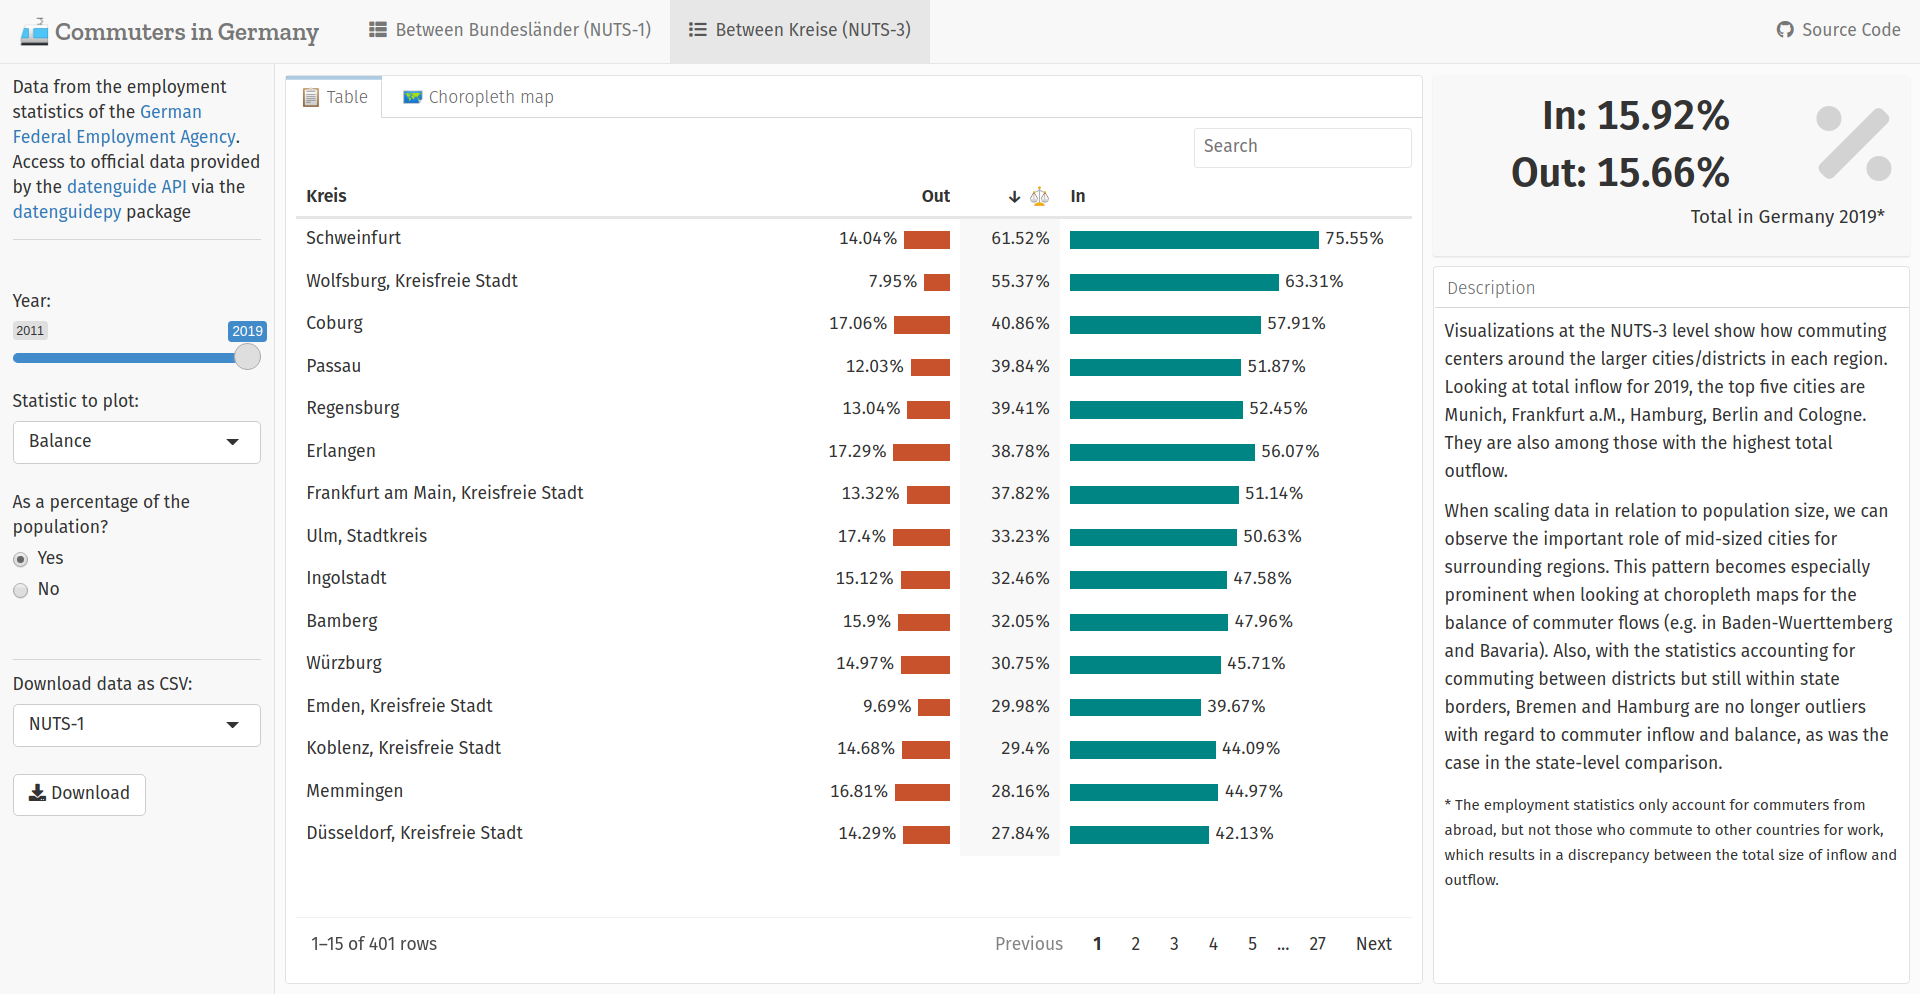 Commuters in Germany
Between Bundesländer (NUTS-1)
Between Kreise (NUTS-3)
Source Code
Data from the employment
statistics of the German
Federal Employment Agency.
Access to official data provided
by the datenguide API via the
datenguidepy package
Year:
2011
2019
Statistic to plot:
Balance
As a percentage of the
population?
Yes
No
Download data as CSV:
NUTS-1
Download
Table
Choropleth map
Search
Kreis Out In
Schweinfurt 14.04% 61.52% 75.55%
Wolfsburg, Kreisfreie Stadt 7.95% 55.37% 63.31%
Coburg 17.06% 40.86% 57.91%
Passau 12.03% 39.84% 51.87%
Regensburg 13.04% 39.41% 52.45%
Erlangen 17.29% 38.78% 56.07%
Frankfurt am Main, Kreisfreie Stadt 13.32% 37.82% 51.14%
Ulm, Stadtkreis 17.4% 33.23% 50.63%
Ingolstadt 15.12% 32.46% 47.58%
Bamberg 15.9% 32.05% 47.96%
Würzburg 14.97% 30.75% 45.71%
Emden, Kreisfreie Stadt 9.69% 29.98% 39.67%
Koblenz, Kreisfreie Stadt 14.68% 29.4% 44.09%
Memmingen 16.81% 28.16% 44.97%
Düsseldorf, Kreisfreie Stadt 14.29% 27.84% 42.13%
1–15 of 401 rows
Previous 1 2 3 4 5 ... 27 Next
In: 15.92%
Out: 15.66%
Total in Germany 2019*
Description
Visualizations at the NUTS-3 level show how commuting
centers around the larger cities/districts in each region.
Looking at total inflow for 2019, the top five cities are
Munich, Frankfurt a.M., Hamburg, Berlin and Cologne.
They are also among those with the highest total
outflow.
When scaling data in relation to population size, we can
observe the important role of mid-sized cities for
surrounding regions. This pattern becomes especially
prominent when looking at choropleth maps for the
balance of commuter flows (e.g. in Baden-Wuerttemberg
and Bavaria). Also, with the statistics accounting for
commuting between districts but still within state
borders, Bremen and Hamburg are no longer outliers
with regard to commuter inflow and balance, as was the
case in the state-level comparison.
* The employment statistics only account for commuters from
abroad, but not those who commute to other countries for work,
which results in a discrepancy between the total size of inflow and
outflow.